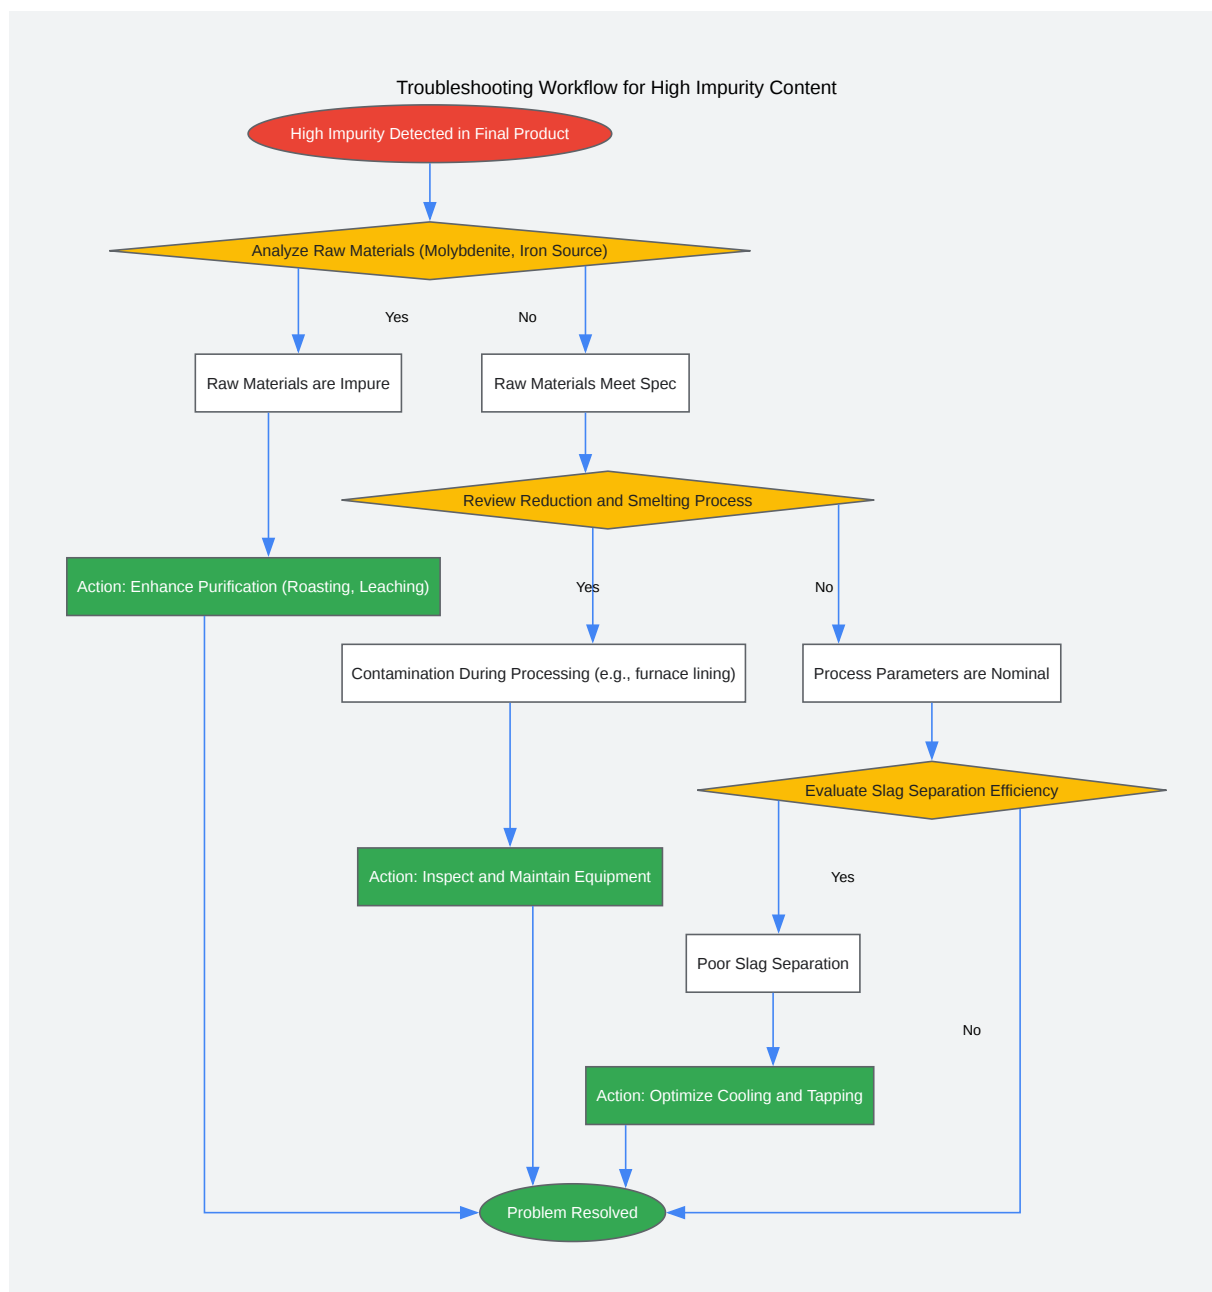 Troubleshooting Workflow for High Impurity Content
High Impurity Detected in Final Product
Analyze Raw Materials (Molybdenite, Iron Source)
Yes
No
Raw Materials are Impure
Raw Materials Meet Spec
Review Reduction and Smelting Process
Action: Enhance Purification (Roasting, Leaching)
Yes
No
Contamination During Processing (e.g., furnace lining)
Process Parameters are Nominal
Evaluate Slag Separation Efficiency
Action: Inspect and Maintain Equipment
Yes
Poor Slag Separation
No
Action: Optimize Cooling and Tapping
Problem Resolved